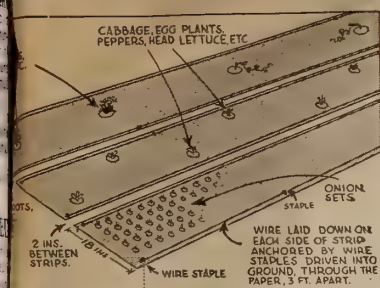 CABBAGE, EGG PLANTS,
PEPPERS, HEAD LETTUCE, ETC
OTS,
2 INS.
BETWEEN
STRIPS.
18 INS
WIRE STAPLE
STAPLE
ONION
SETS
WIRE LAID DOWN ON
EACH SIDE OF STRIP
ANCHORED BY WIRE
STAPLES DRIVEN INTO
GROUND, THROUGH THE
PAPER, 3 FT. APART.